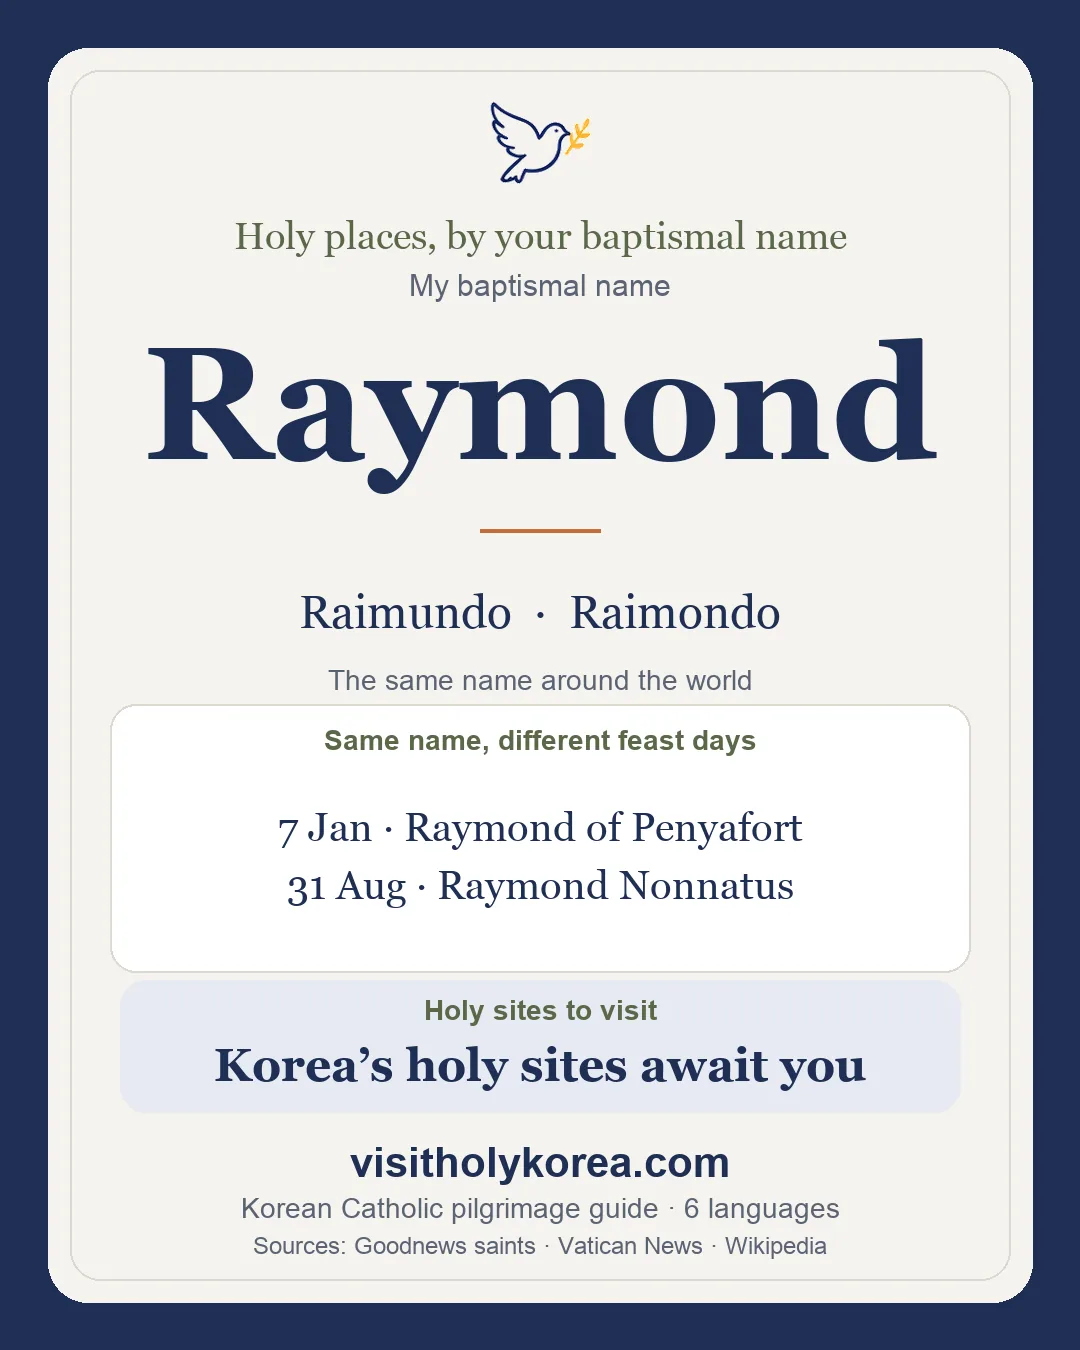 Holy places, by your baptismal name
My baptismal name
Raymond
Raimundo · Raimondo
The same name around the world
Same name, different feast days
7 Jan · Raymond of Penyafort
31 Aug · Raymond Nonnatus
Holy sites to visit
Korea’s holy sites await you
visitholykorea.com
Korean Catholic pilgrimage guide · 6 languages
Sources: Goodnews saints · Vatican News · Wikipedia